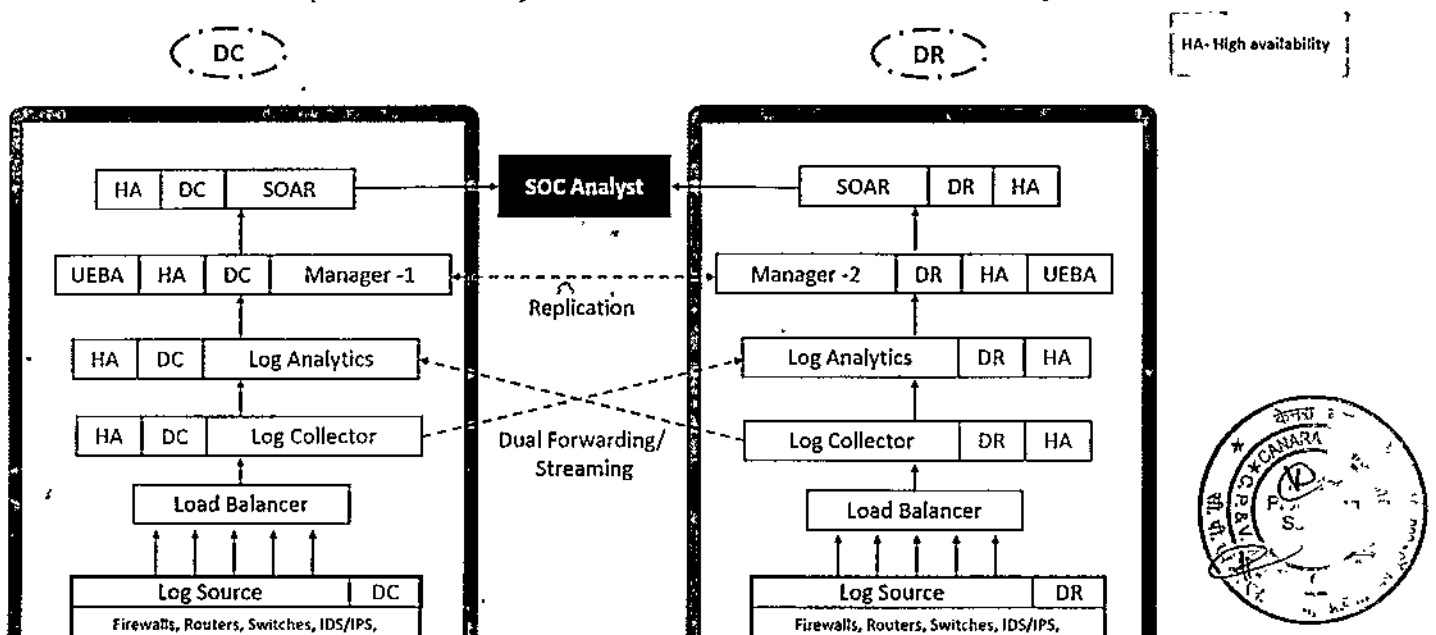 DC
DR
HA- High availability
HA DC SOAR
SOC Analyst
SOAR DR HA
UEBA HA DC Manager -1
Manager -2 DR HA UEBA
Replication
HA DC Log Analytics
Log Analytics DR HA
HA DC Log Collector
Dual Forwarding/
Streaming
Log Collector DR HA
Load Balancer
Load Balancer
Log Source DC
Log Source DR
Firewalls, Routers, Switches, IDS/IPS,
Firewalls, Routers, Switches, IDS/IPS,
CANARA
C.P.& V.